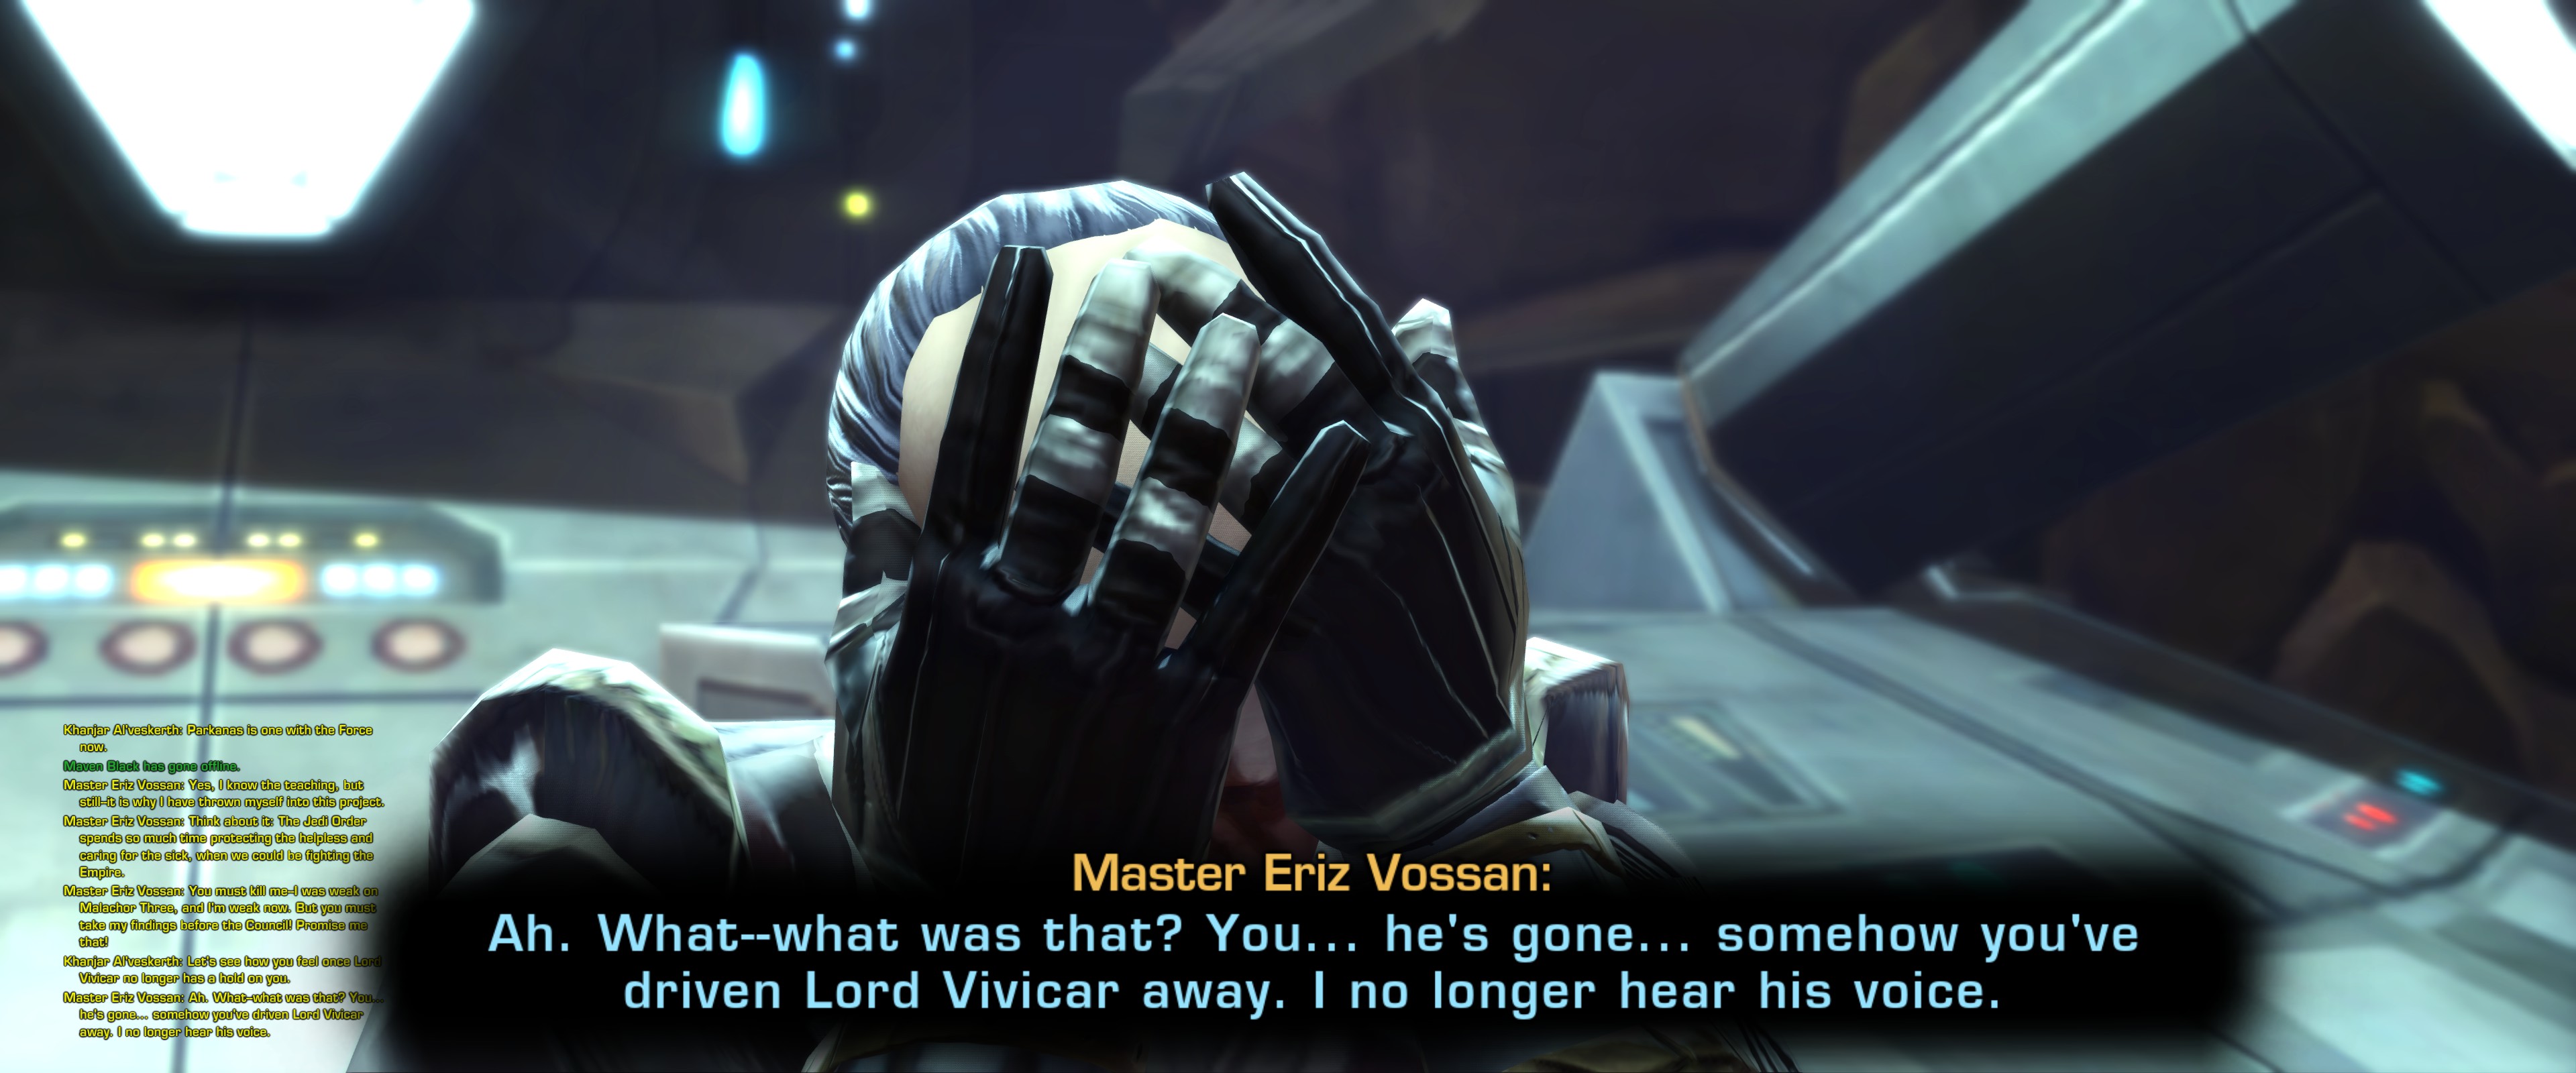 Khanjar Al'veskerth: Parkanas is one with the Force
now.
Maven Black has gone offline.
Master Eriz Vossan: Yes, I know the teaching, but
still--it is why I have thrown myself into this project.
Master Eriz Vossan: Think about it: The Jedi Order
spends so much time protecting the helpless and
caring for the sick, when we could be fighting the
Empire.
Master Eriz Vossan: You must kill me--I was weak on
Malachor Three, and I'm weak now. But you must
take my findings before the Council! Promise me
that!
Khanjar Al'veskerth: Let's see how you feel once Lord
Vivicar no longer has a hold on you.
Master Eriz Vossan: Ah. What--what was that? You...
he's gone... somehow you've driven Lord Vivicar
away. I no longer hear his voice.
Master Eriz Vossan:
Ah. What--what was that? You... he's gone... somehow you've
driven Lord Vivicar away. I no longer hear his voice.